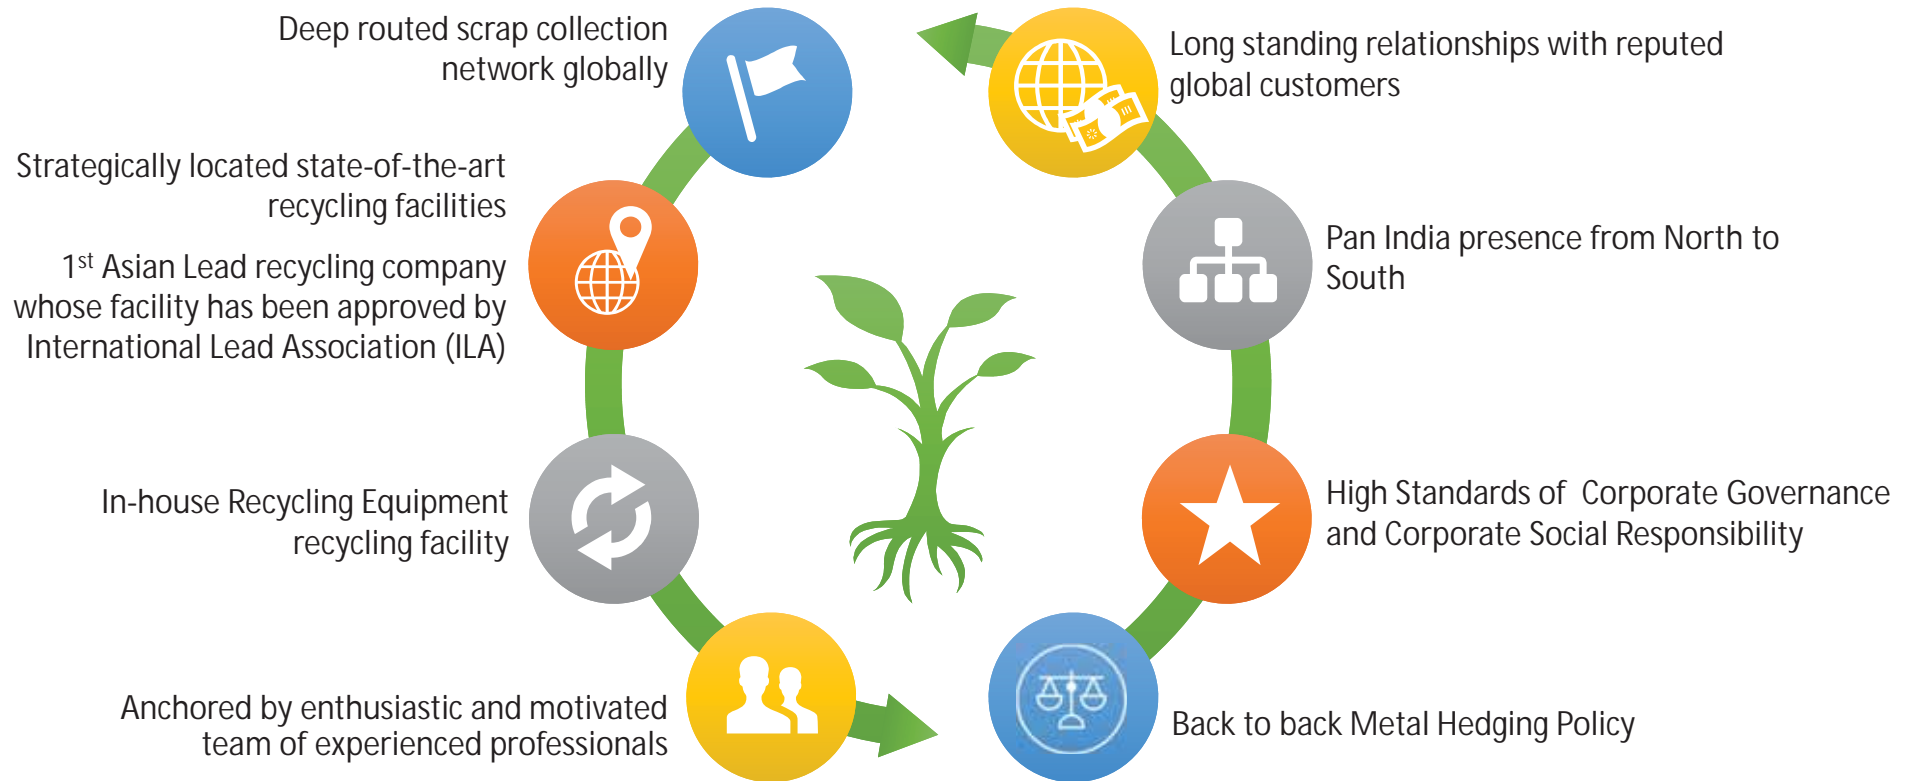 Deep routed scrap collection
network globally
Strategically located state-of-the-art
recycling facilities
1st Asian Lead recycling company
whose facility has been approved by
International Lead Association (ILA)
In-house Recycling Equipment
recycling facility
Anchored by enthusiastic and motivated
team of experienced professionals
Long standing relationships with reputed
global customers
Pan India presence from North to
South
High Standards of Corporate Governance
and Corporate Social Responsibility
Back to back Metal Hedging Policy